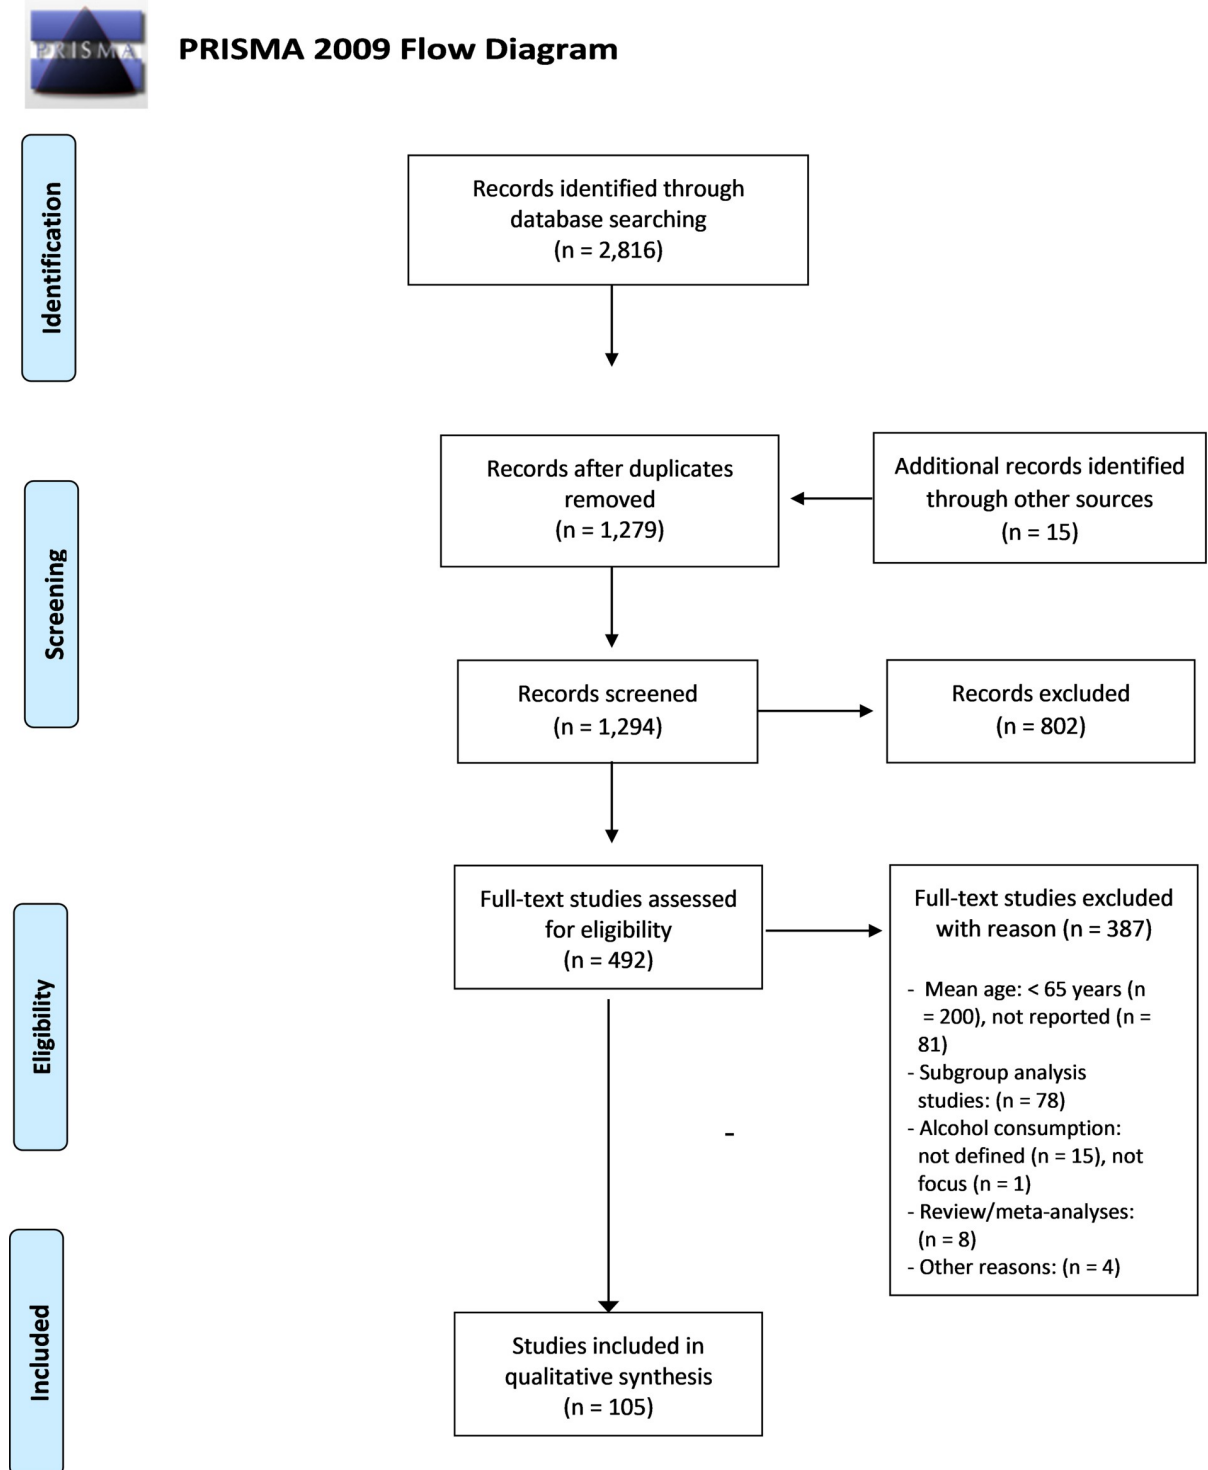 PRISMA
PRISMA 2009 Flow Diagram
Identification
Records identified through
database searching
(n = 2,816)
Screening
Records after duplicates
removed
(n = 1,279)
Additional records identified
through other sources
(n = 15)
Records screened
(n = 1,294)
Records excluded
(n = 802)
Eligibility
Full-text studies assessed
for eligibility
(n = 492)
Full-text studies excluded
with reason (n = 387)
- Mean age: < 65 years (n
= 200), not reported (n =
81)
- Subgroup analysis
studies: (n = 78)
- Alcohol consumption:
not defined (n = 15), not
focus (n = 1)
- Review/meta-analyses:
(n = 8)
- Other reasons: (n = 4)
-
Included
Studies included in
qualitative synthesis
(n = 105)